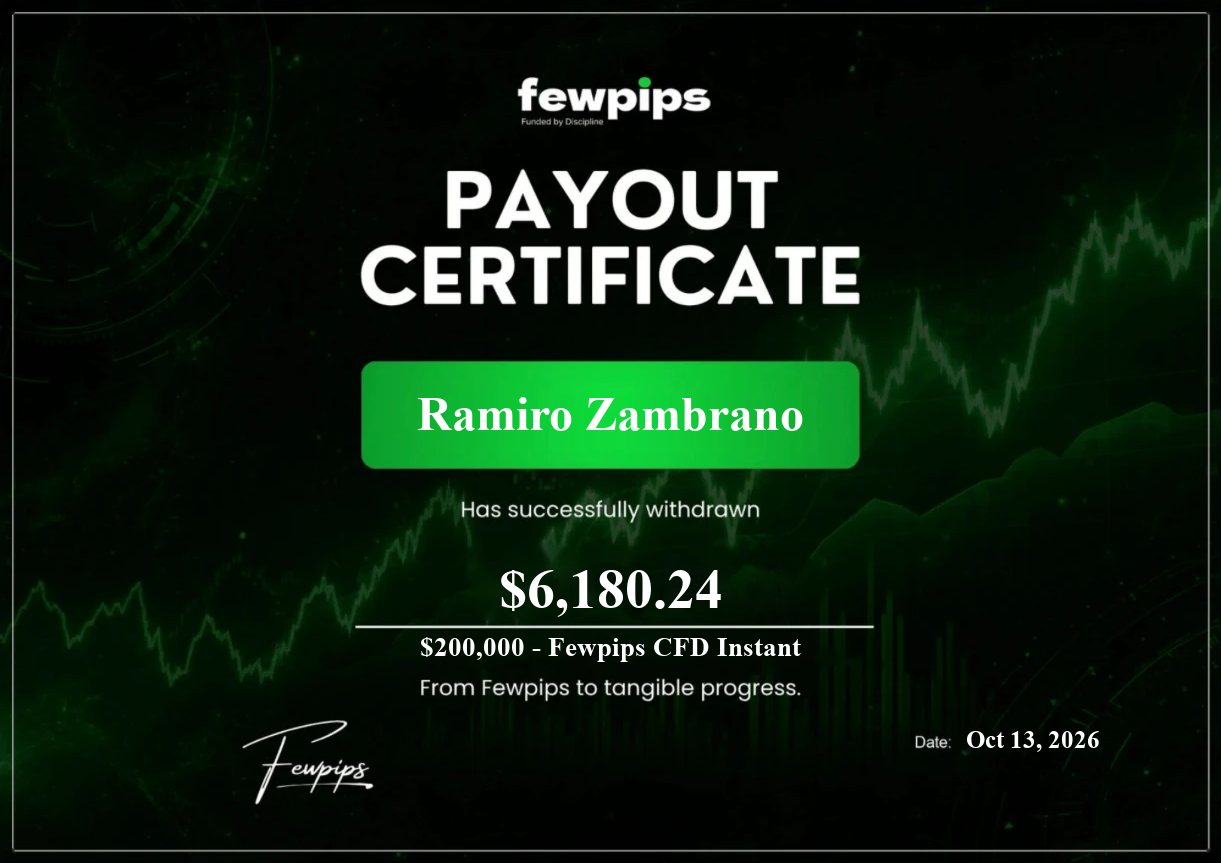 fewpips
Funded by Discipline
PAYOUT
CERTIFICATE
Ramiro Zambrano
Has successfully withdrawn
$6,180.24
$200,000 - Fewpips CFD Instant
From Fewpips to tangible progress.
Date: Oct 13, 2026
Fewpips